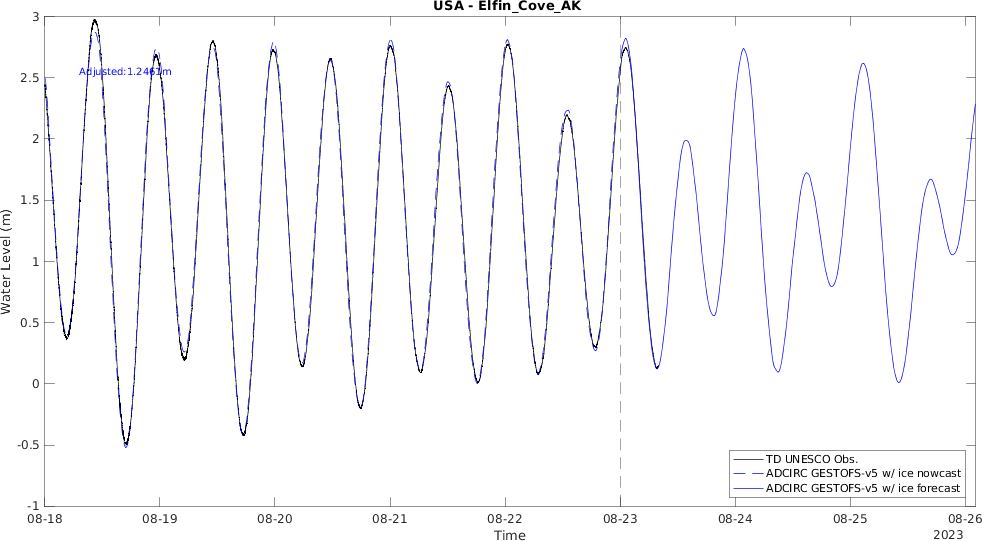 USA - Elfin_Cove_AK
Adjusted:1.2461m
Water Level (m)
3
2.5
2
1.5
1
0.5
0
-0.5
-1
08-18
08-19
08-20
08-21
08-22
08-23
08-24
08-25
08-26
Time
2023
TD UNESCO Obs.
ADCIRC GESTOFS-v5 w/ ice nowcast
ADCIRC GESTOFS-v5 w/ ice forecast